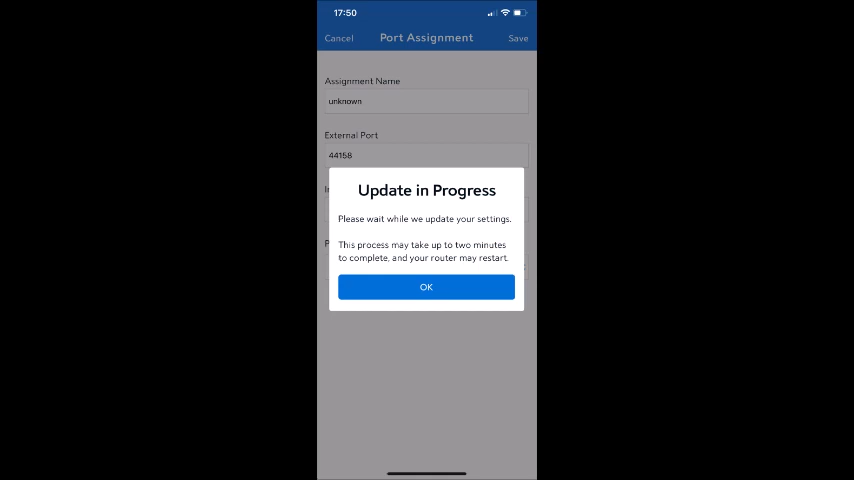 17:50
Cancel Port Assignment Save
Assignment Name
unknown
External Port
44158
Update in Progress
Please wait while we update your settings.
This process may take up to two minutes
to complete, and your router may restart.
OK